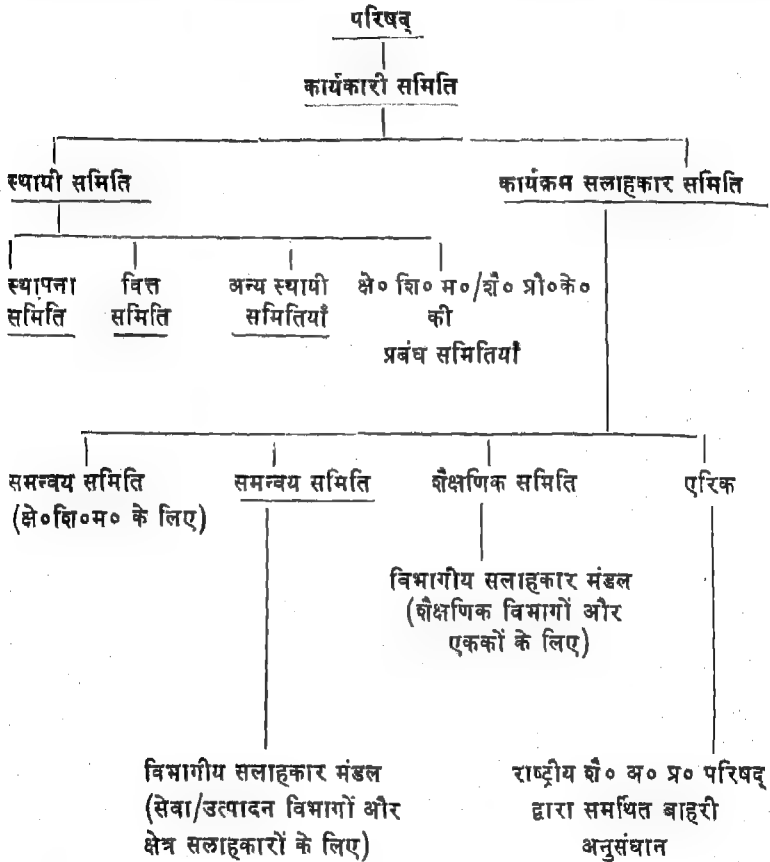 परिषद्
कार्यकारी समिति
स्थायी समिति
कार्यक्रम सलाहकार समिति
स्थापना
समिति
वित्त
समिति
अन्य स्थायी
समितियाँ
क्षे० शि० म०/शै० प्रौ०के०
की
प्रबंध समितियाँ
समन्वय समिति
(क्षे०शि०म० के लिए)
समन्वय समिति
शैक्षणिक समिति
एरिक
विभागीय सलाहकार मंडल
(शैक्षणिक विभागों और
एककों के लिए)
विभागीय सलाहकार मंडल
(सेवा/उत्पादन विभागों और
क्षेत्र सलाहकारों के लिए)
राष्ट्रीय शै० अ० प्र० परिषद्
द्वारा समर्थित बाहरी
अनुसंधान